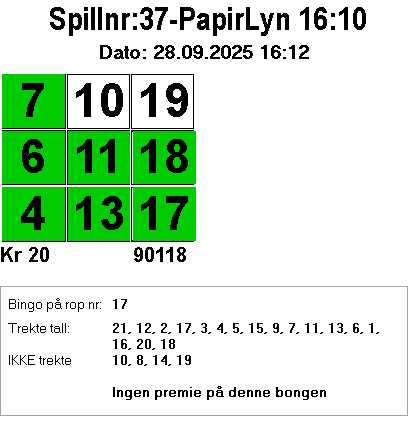 Spillnr:37-PapirLyn 16:10
Dato: 28.09.2025 16:12
7 10 19
6 11 18
4 13 17
Kr 20 90118
Bingo på rop nr: 17
Trekte tall: 21, 12, 2, 17, 3, 4, 5, 15, 9, 7, 11, 13, 6, 1,
16, 20, 18
IKKE trekte 10, 8, 14, 19
Ingen premie på denne bongen